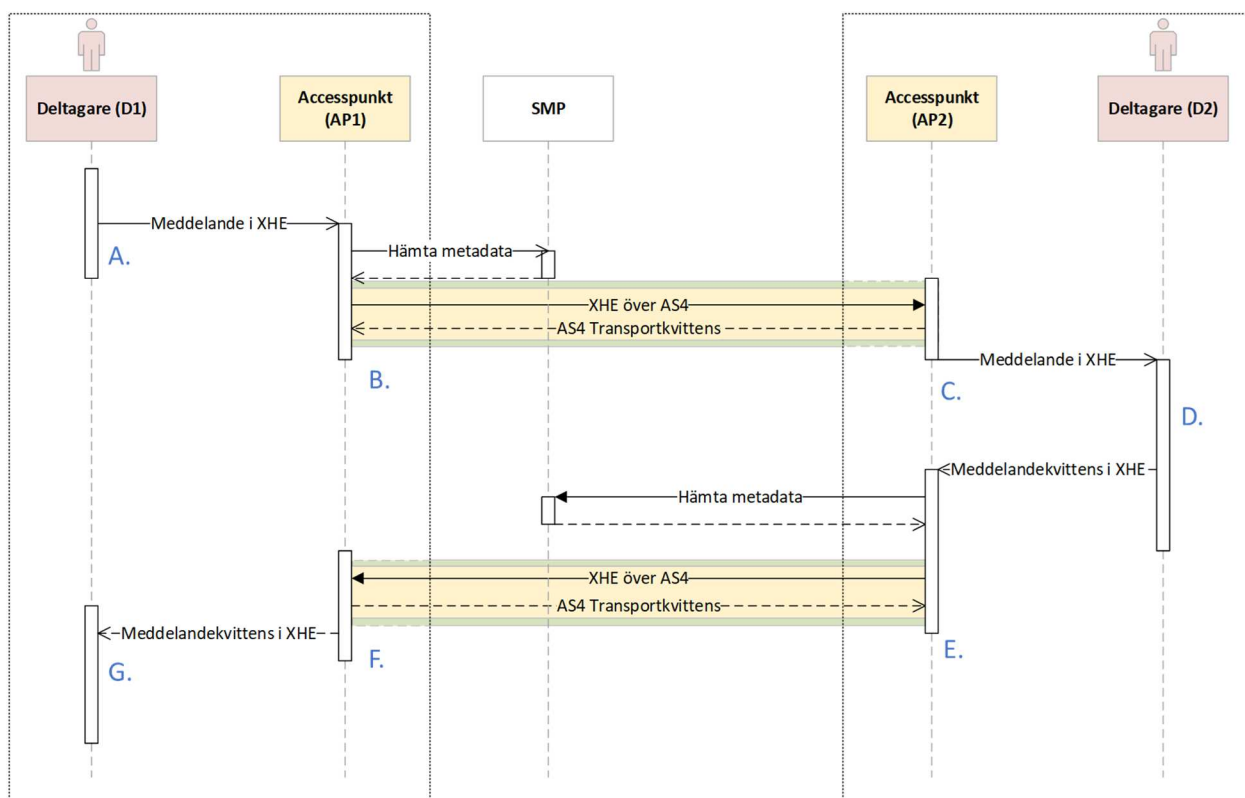 Deltagare (D1)
Accesspunkt
(AP1)
SMP
Accesspunkt
(AP2)
Deltagare (D2)
Meddelande i XHE
A.
Hämta metadata
XHE över AS4
AS4 Transportkvittens
B.
Meddelande i XHE
C.
D.
Meddelandekvittens i XHE
Hämta metadata
XHE över AS4
AS4 Transportkvittens
Meddelandekvittens i XHE
E.
F.
G.